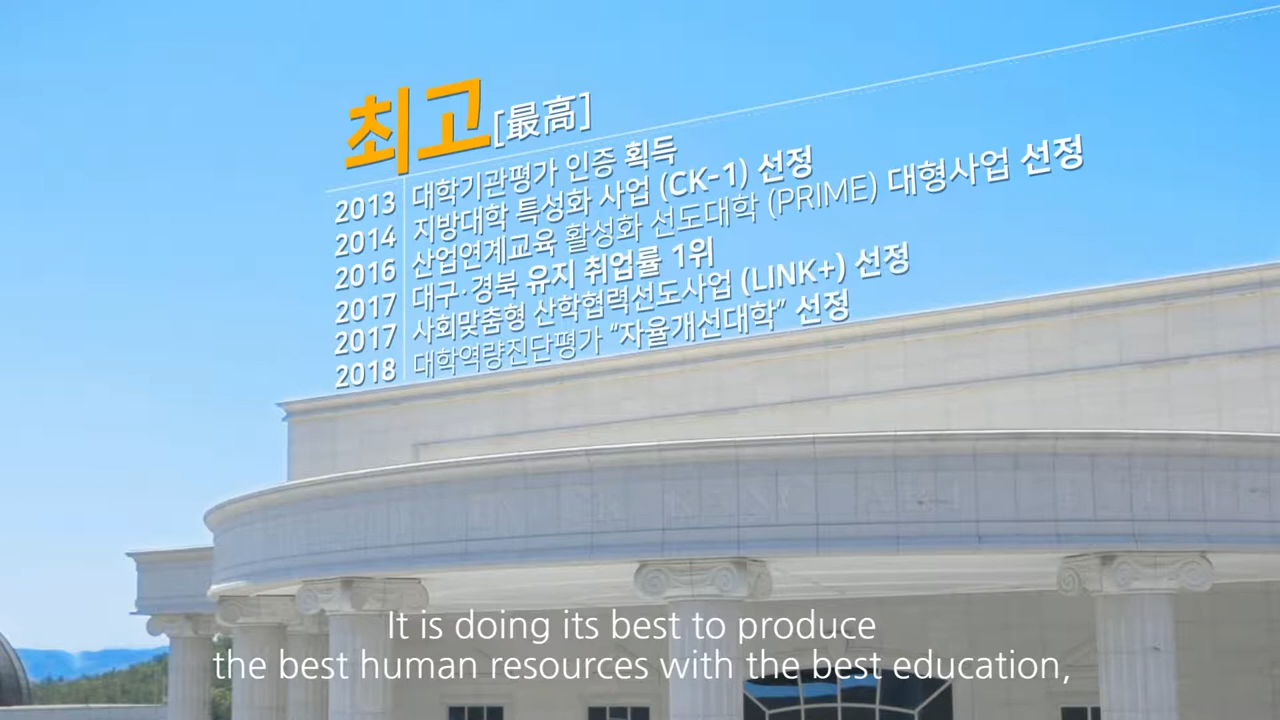 최고[最高]
2013 대학기관평가 인증 획득
2014 지방대학 특성화 사업 (CK-1) 선정
2016 산업연계교육 활성화 선도대학 (PRIME) 대형사업 선정
2017 대구·경북 유지 취업률 1위
2017 사회맞춤형 산학협력선도사업 (LINK+) 선정
2018 대학역량진단평가 “자율개선대학” 선정
It is doing its best to produce
the best human resources with the best education,